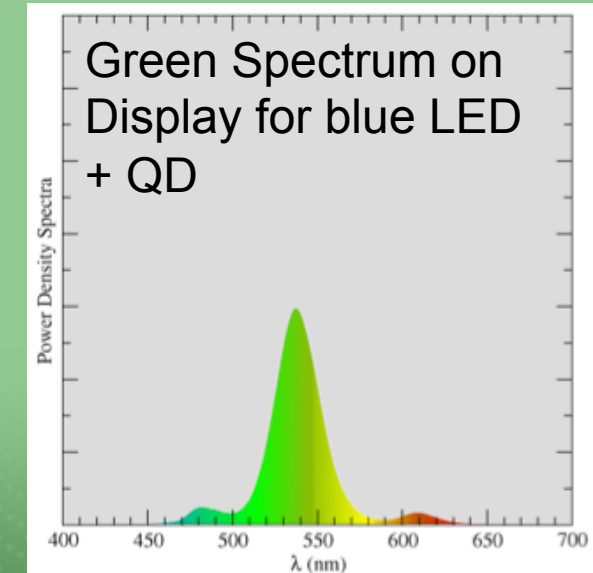 Green Spectrum on
Display for blue LED
+ QD
Power Density Spectra
400 450 500 550 600 650 700
λ (nm)